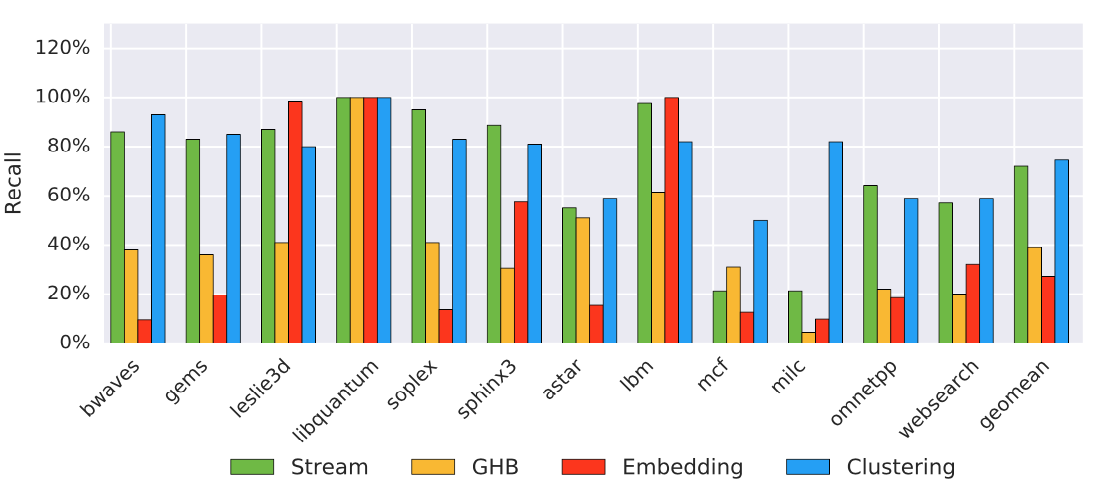 120%
100%
80%
60%
40%
20%
0%
Recall
bwaves
gems
leslie3d
libquantum
soplex
sphinx3
astar
lbm
mcf
milc
omnetpp
websearch
geomean
Stream GHB Embedding Clustering